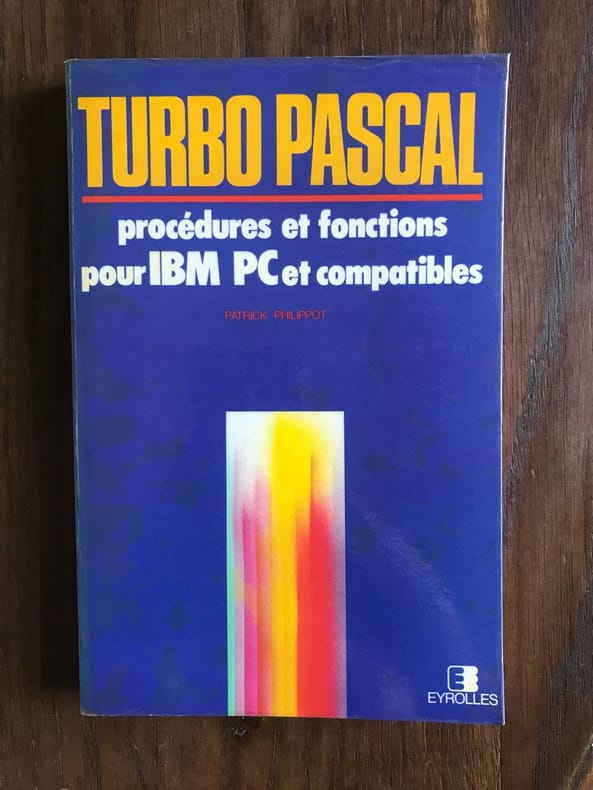 TURBO PASCAL
procédures et fonctions
pour IBM PC et compatibles
PATRICK PHILIPPOT
EYROLLES